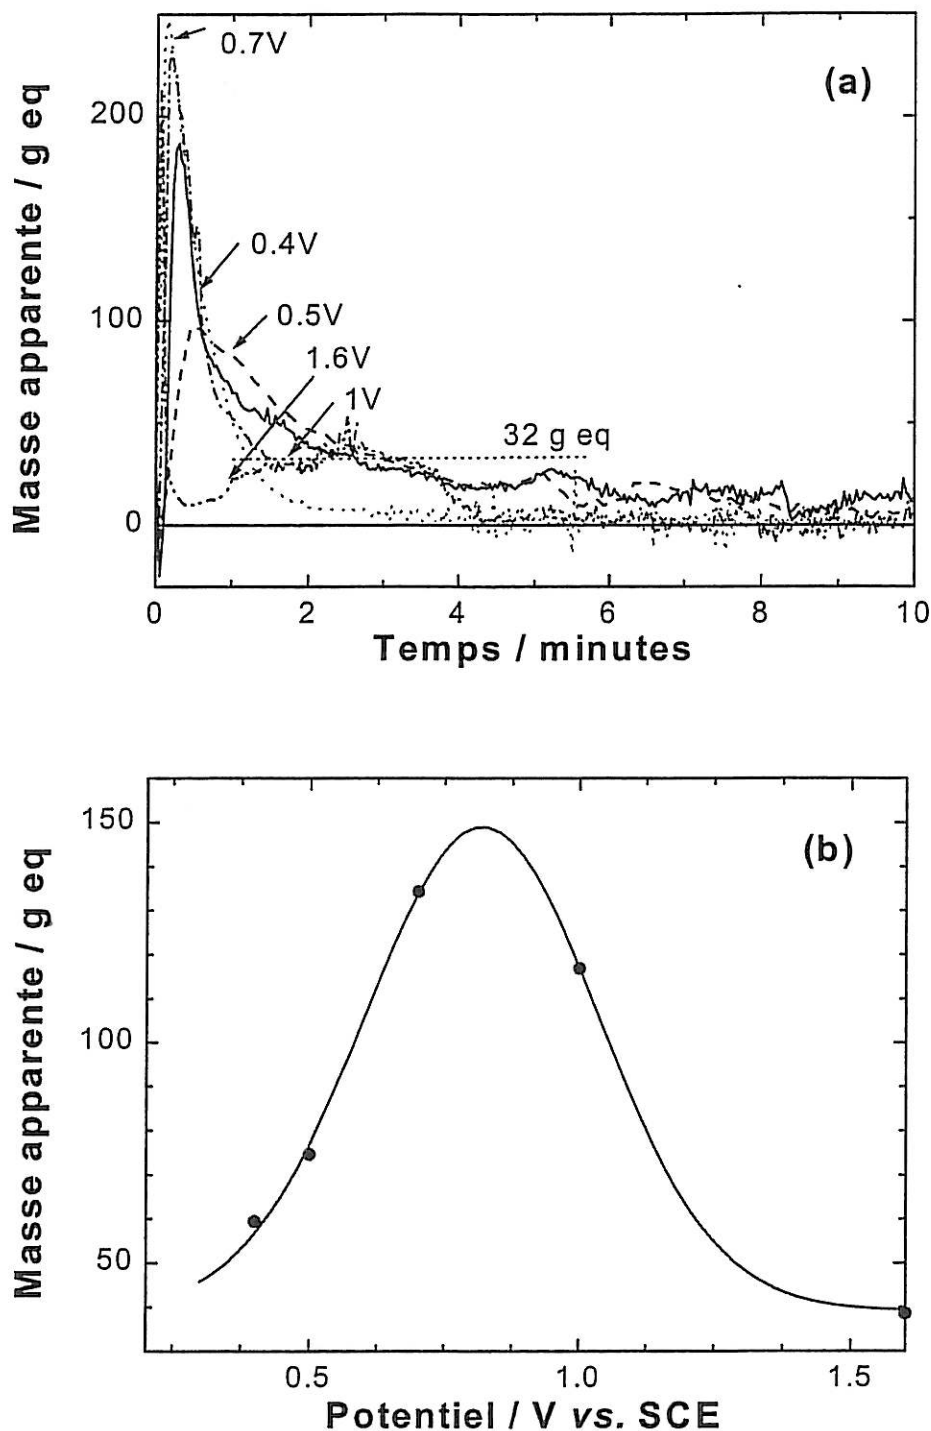 (a)
0.7V
200
0.4V
0.5V
100
1.6V
1V
32 g eq
0
0 2 4 6 8 10
Masse apparente / g eq
Temps / minutes
(b)
150
100
50
0.5 1.0 1.5
Masse apparente / g eq
Potentiel / V vs. SCE